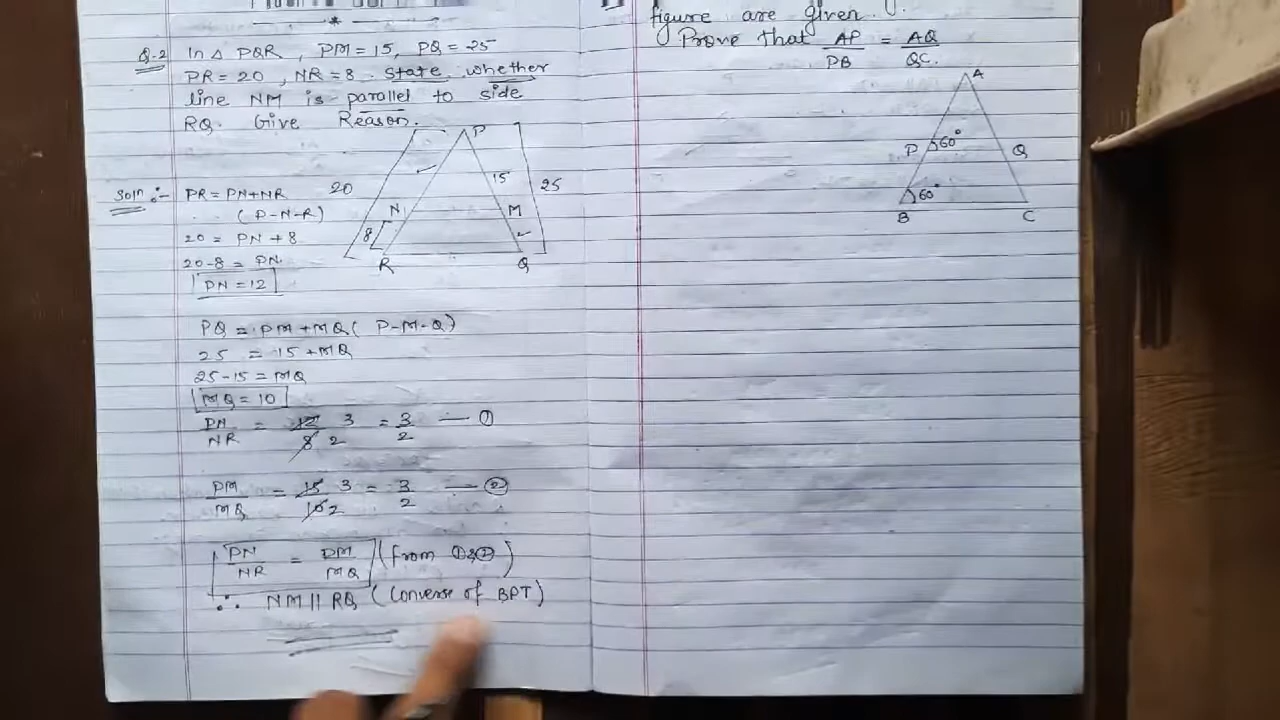 Q-2 In Δ PQR, PM = 15, PQ = 25
PR = 20, NR = 8. State whether
line NM is parallel to side
RQ. Give Reason.
P
20
15
25
N
M
8
R
Q
Soln :- PR = PN+NR
(P-N-R)
20 = PN + 8
20-8 = PN
PN = 12
PQ = PM + MQ ( P-M-Q)
25 = 15 + MQ
25-15 = MQ
MQ = 10
PN/NR = 12/8 3/2 = 3/2 — ①
PM/MQ = 15/10 3/2 = 3/2 — ②
PN/NR = PM/MQ (from ①&②)
∴ NM || RQ (Converse of BPT)
figure are given.
Prove that AP/PB = AQ/QC.
A
P 60°
Q
60°
B
C